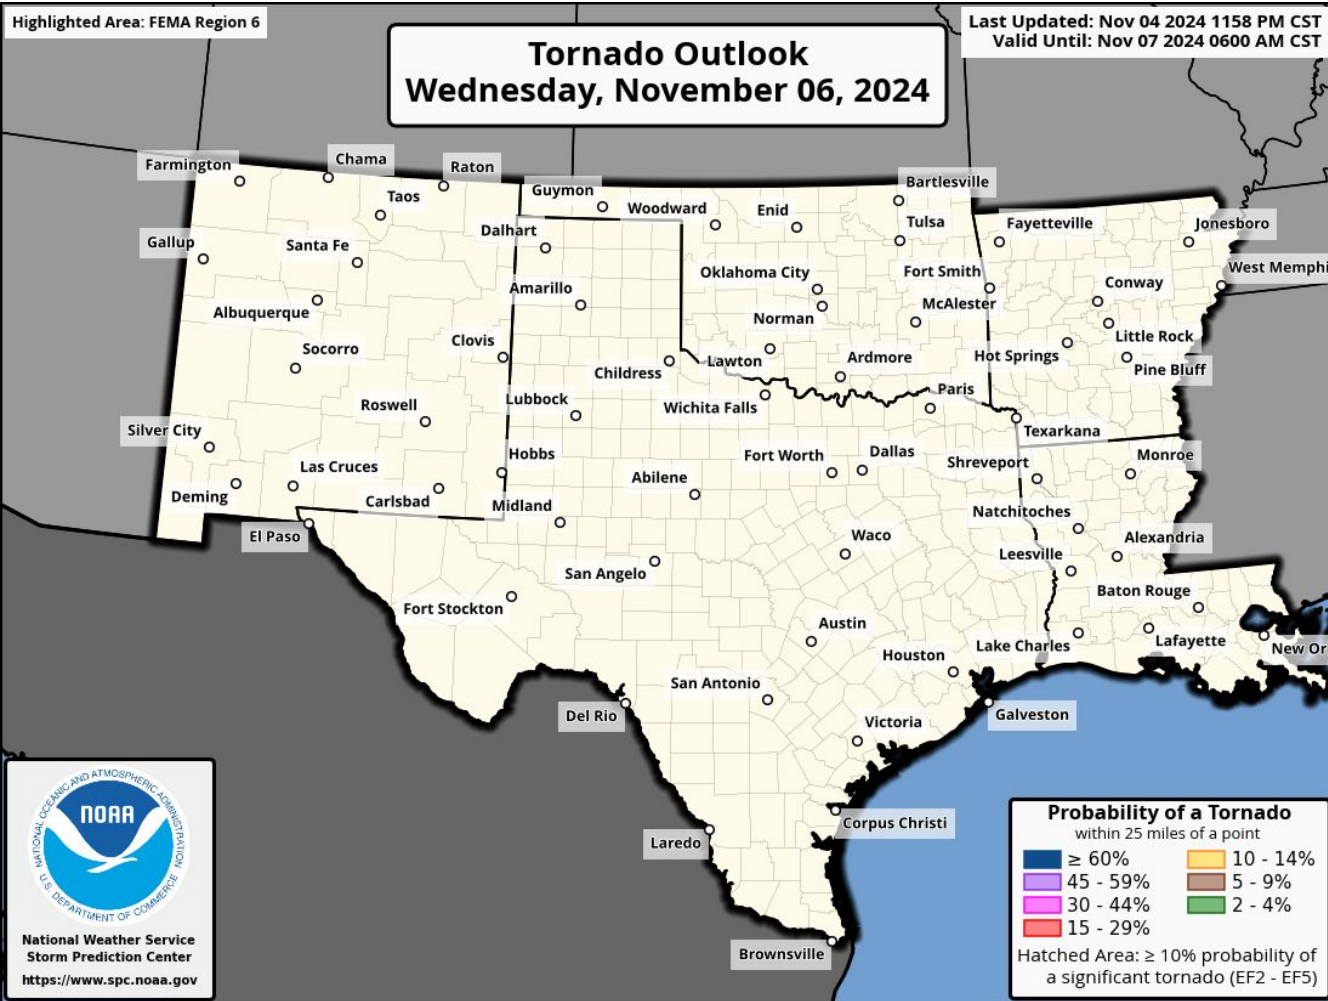 Highlighted Area: FEMA Region 6
Last Updated: Nov 04 2024 1158 PM CST
Valid Until: Nov 07 2024 0600 AM CST
Tornado Outlook
Wednesday, November 06, 2024
Farmington
Chama
Raton
Taos
Guymon
Woodward
Enid
Bartlesville
Tulsa
Fayetteville
Jonesboro
Gallup
Santa Fe
Dalhart
Oklahoma City
Fort Smith
West Memphi
Albuquerque
Amarillo
Norman
McAlester
Conway
Little Rock
Socorro
Clovis
Childress
Lawton
Ardmore
Hot Springs
Pine Bluff
Roswell
Lubbock
Wichita Falls
Paris
Texarkana
Silver City
Las Cruces
Hobbs
Abilene
Fort Worth
Dallas
Shreveport
Monroe
Deming
Carlsbad
Midland
Natchitoches
El Paso
Waco
Leesville
Alexandria
San Angelo
Fort Stockton
Baton Rouge
Austin
Houston
Lake Charles
Lafayette
New Or
San Antonio
Del Rio
Victoria
Galveston
Laredo
Corpus Christi
Brownsville
NATIONAL OCEANIC AND ATMOSPHERIC ADMINISTRATION
NOAA
U.S. DEPARTMENT OF COMMERCE
National Weather Service
Storm Prediction Center
https://www.spc.noaa.gov
Probability of a Tornado
within 25 miles of a point
≥ 60%
10 - 14%
45 - 59%
5 - 9%
30 - 44%
2 - 4%
15 - 29%
Hatched Area: ≥ 10% probability of
a significant tornado (EF2 - EF5)